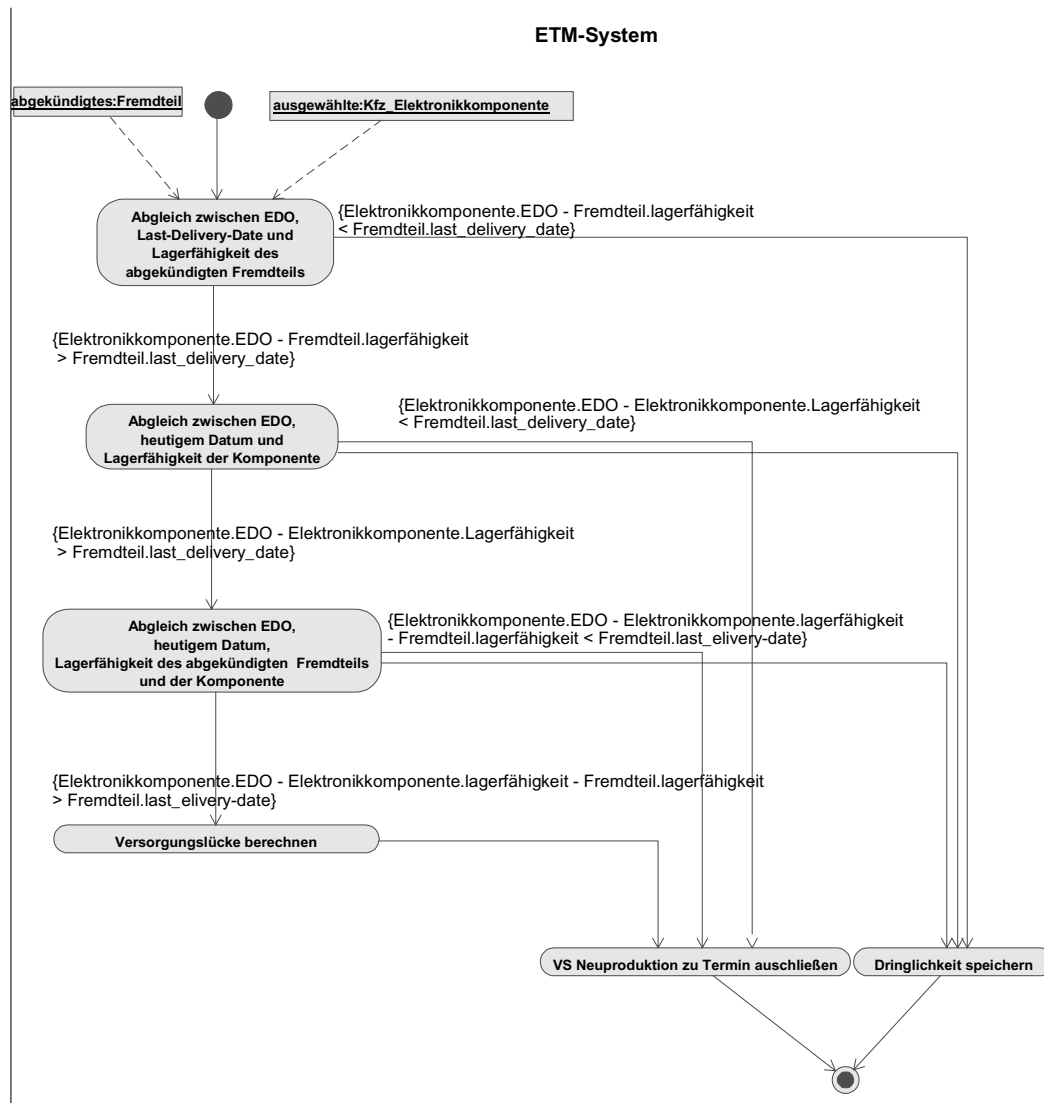 ETM-System
abgekündigtes:Fremdteil
ausgewählte:Kfz_Elektronikkomponente
Abgleich zwischen EDO,
Last-Delivery-Date und
Lagerfähigkeit des
abgekündigten Fremdteils
{Elektronikkomponente.EDO - Fremdteil.lagerfähigkeit
< Fremdteil.last_delivery_date}
{Elektronikkomponente.EDO - Fremdteil.lagerfähigkeit
> Fremdteil.last_delivery_date}
Abgleich zwischen EDO,
heutigem Datum und
Lagerfähigkeit der Komponente
{Elektronikkomponente.EDO - Elektronikkomponente.Lagerfähigkeit
< Fremdteil.last_delivery_date}
{Elektronikkomponente.EDO - Elektronikkomponente.Lagerfähigkeit
> Fremdteil.last_delivery_date}
Abgleich zwischen EDO,
heutigem Datum,
Lagerfähigkeit des abgekündigten Fremdteils
und der Komponente
{Elektronikkomponente.EDO - Elektronikkomponente.lagerfähigkeit
- Fremdteil.lagerfähigkeit < Fremdteil.last_elivery-date}
{Elektronikkomponente.EDO - Elektronikkomponente.lagerfähigkeit - Fremdteil.lagerfähigkeit
> Fremdteil.last_elivery-date}
Versorgungslücke berechnen
VS Neuproduktion zu Termin auschließen
Dringlichkeit speichern